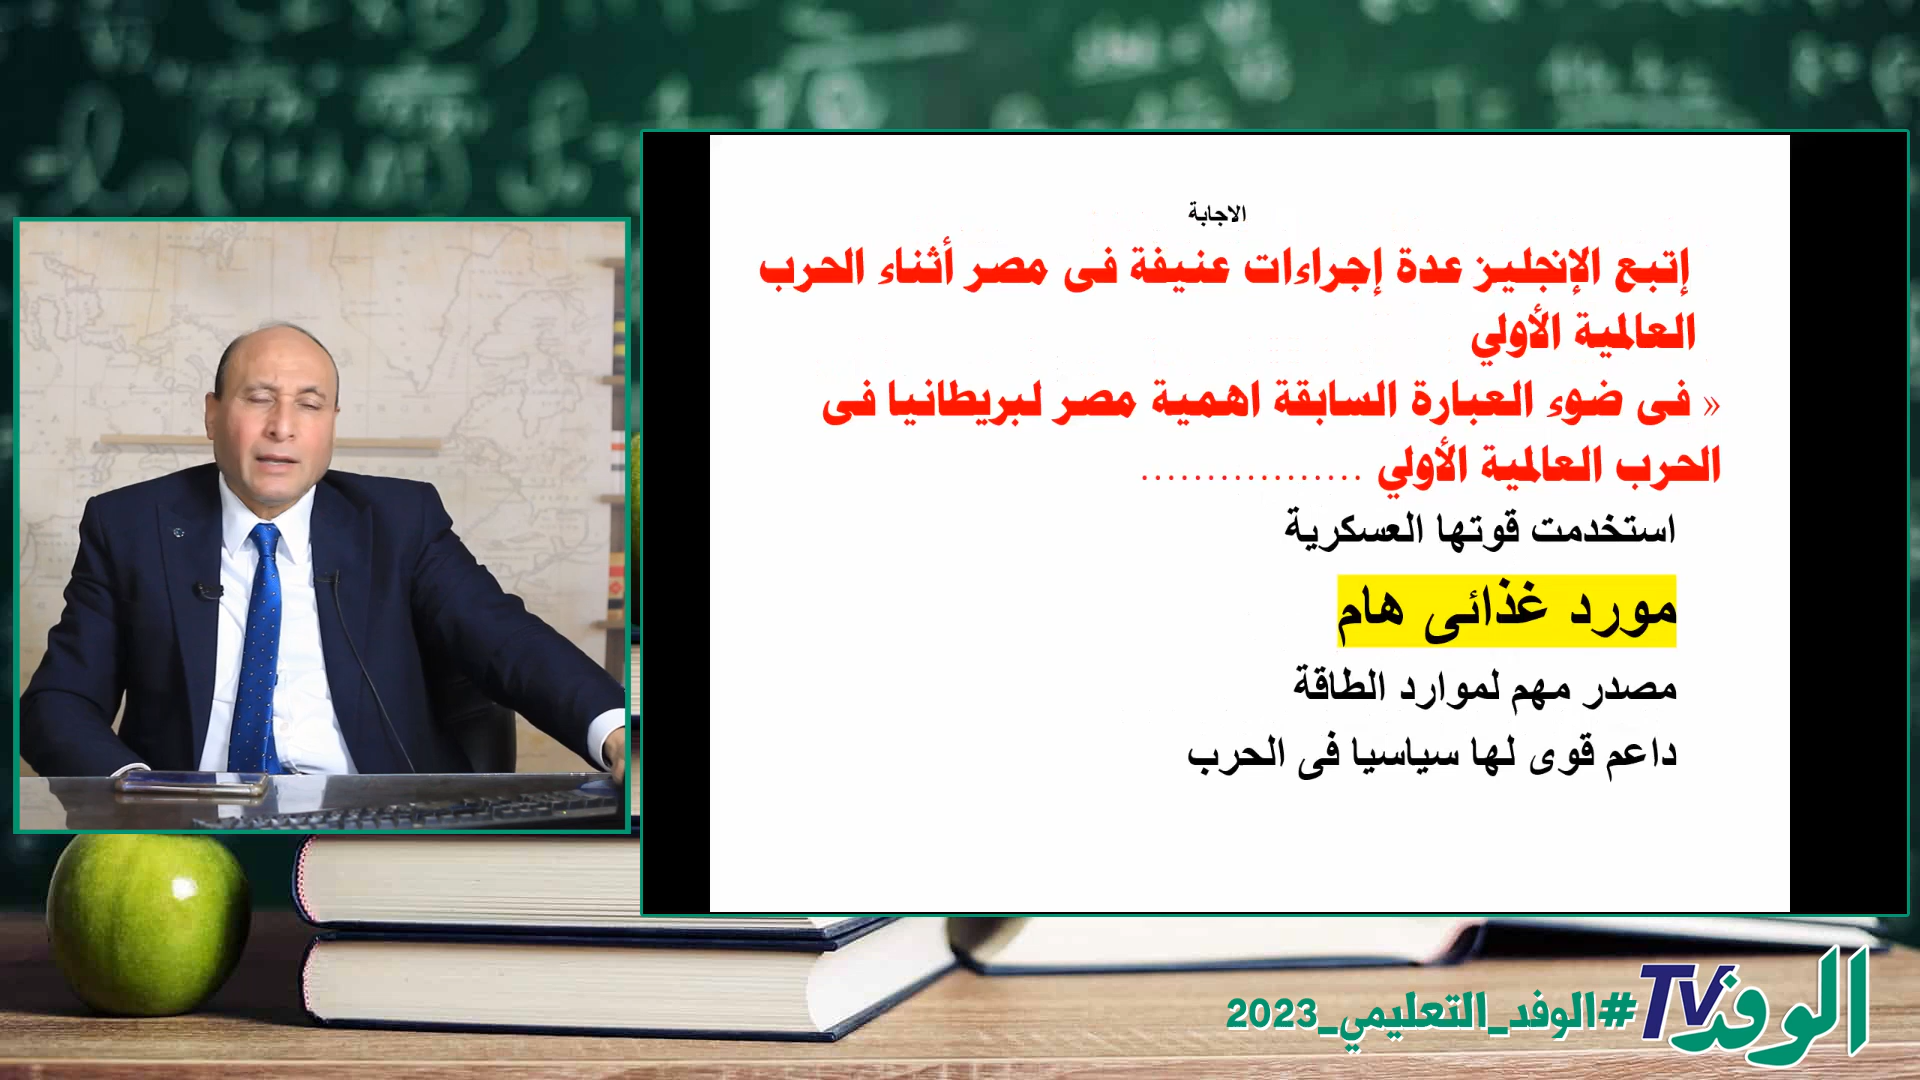 الاجابة
إتبع الإنجليز عدة إجراءات عنيفة فى مصر أثناء الحرب
العالمية الأولي
« فى ضوء العبارة السابقة اهمية مصر لبريطانيا فى
الحرب العالمية الأولي .................
استخدمت قوتها العسكرية
مورد غذائى هام
مصدر مهم لموارد الطاقة
داعم قوى لها سياسيا فى الحرب
#الوفد_التعليمي_2023
الوفد TV